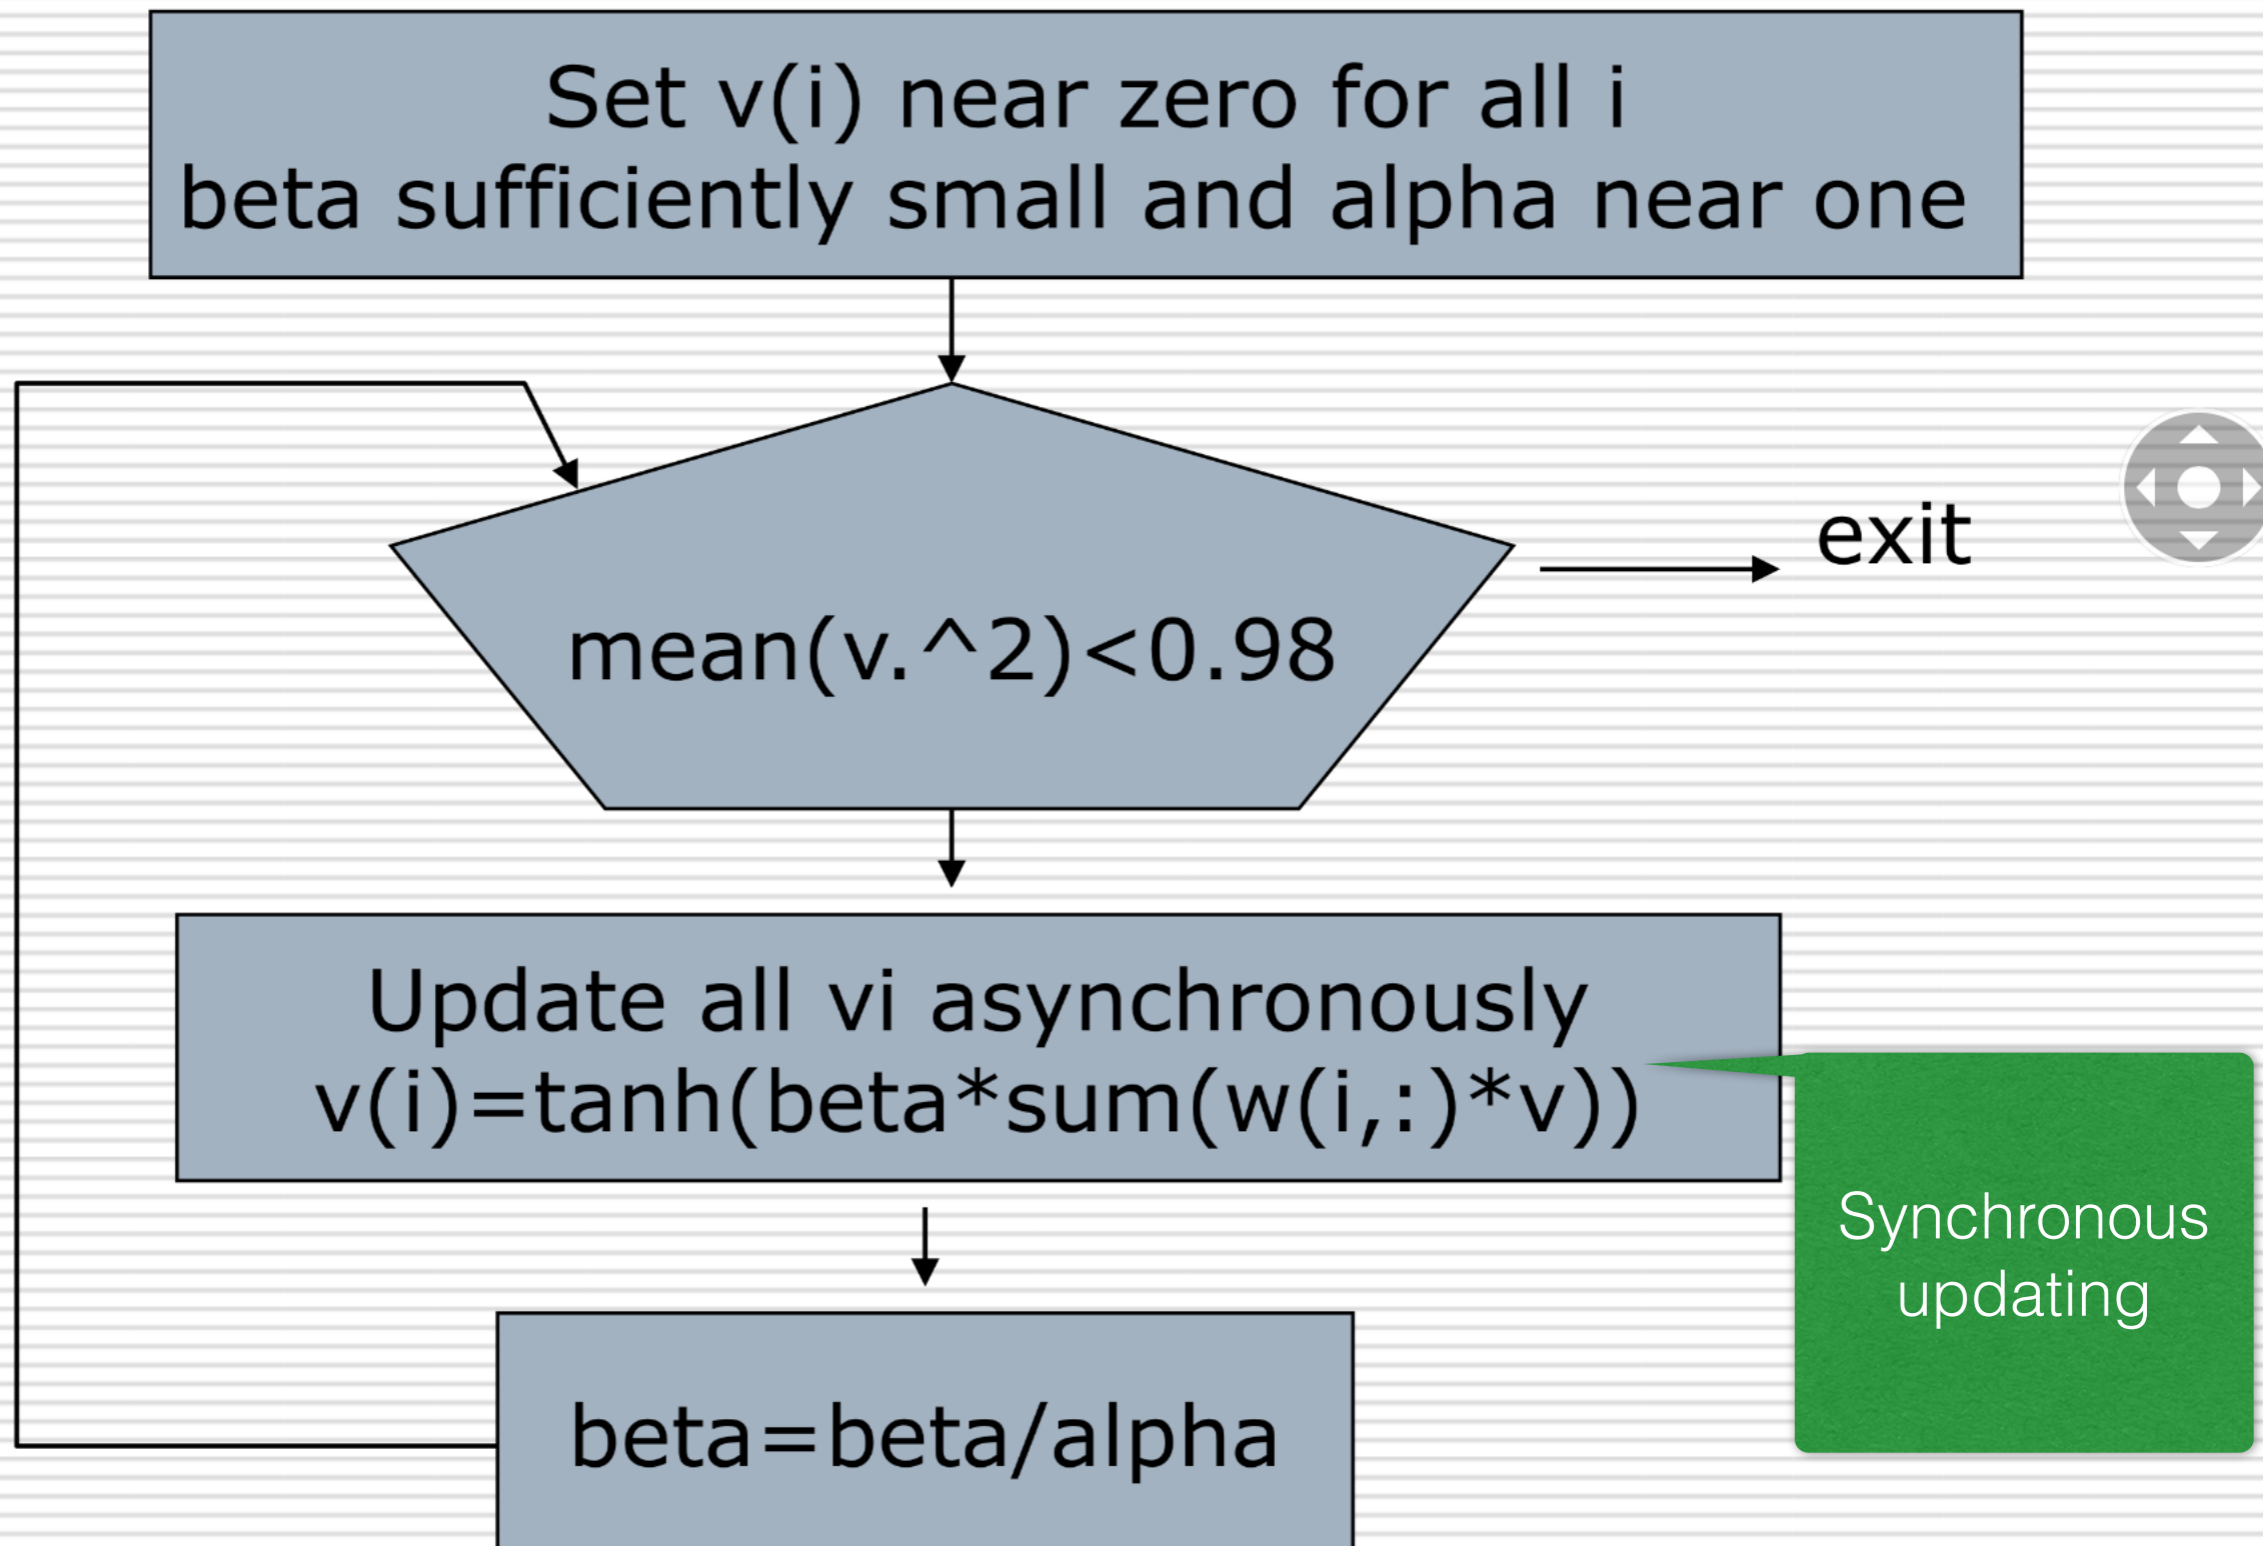 Set v(i) near zero for all i
beta sufficiently small and alpha near one
exit
mean(v.^2)<0.98
Update all vi asynchronously
v(i)=tanh(beta*sum(w(i,:)*v))
Synchronous
updating
beta=beta/alpha